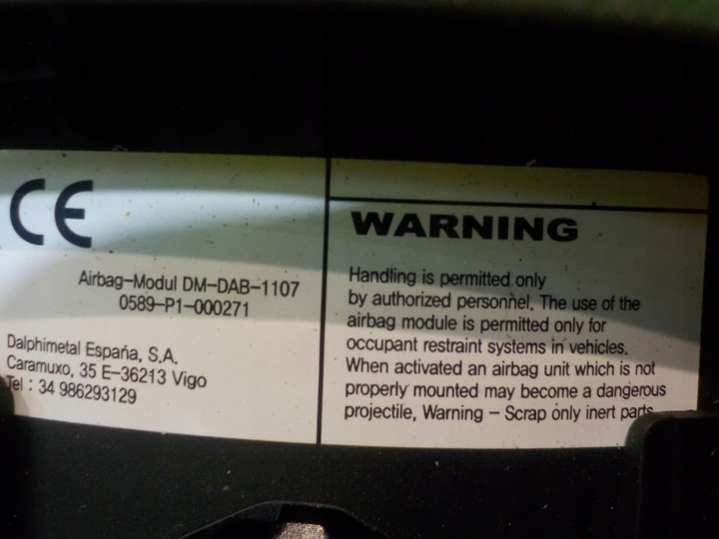 CE
Airbag-Modul DM-DAB-1107
0589-P1-000271
Dalphimetal España, S.A.
Caramuxo, 35 E-36213 Vigo
Tel : 34 986293129
WARNING
Handling is permitted only
by authorized personnel. The use of the
airbag module is permitted only for
occupant restraint systems in vehicles.
When activated an airbag unit which is not
properly mounted may become a dangerous
projectile, Warning - Scrap only inert parts